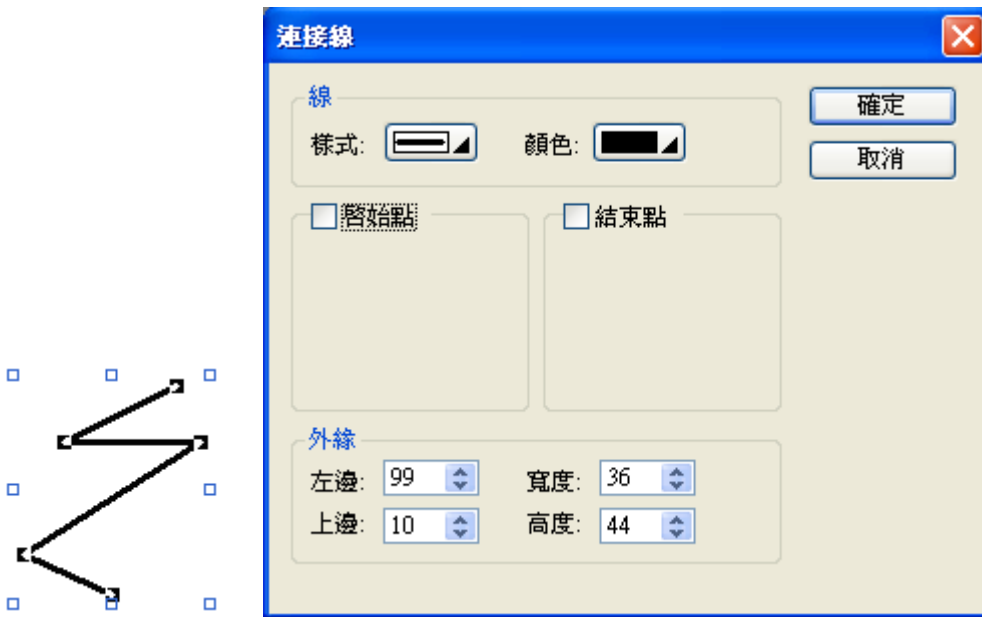 連接線
線
樣式: 顏色:
確定
取消
啓始點
結束點
外緣
左邊: 99 寬度: 36
上邊: 10 高度: 44